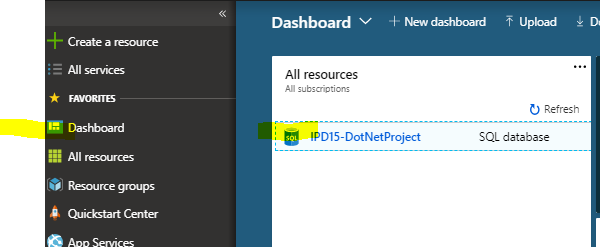 «
Create a resource
All services
FAVORITES
Dashboard
All resources
Resource groups
Quickstart Center
App Services
Dashboard
New dashboard
Upload
All resources
All subscriptions
Refresh
SQL
IPD15-DotNetProject
SQL database